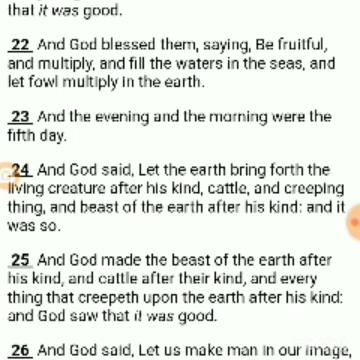 that it was good.
22 And God blessed them, saying, Be fruitful,
and multiply, and fill the waters in the seas, and
let fowl multiply in the earth.
23 And the evening and the morning were the
fifth day.
24 And God said, Let the earth bring forth the
living creature after his kind, cattle, and creeping
thing, and beast of the earth after his kind: and it
was so.
25 And God made the beast of the earth after
his kind, and cattle after their kind, and every
thing that creepeth upon the earth after his kind:
and God saw that it was good.
26 And God said, Let us make man in our image,